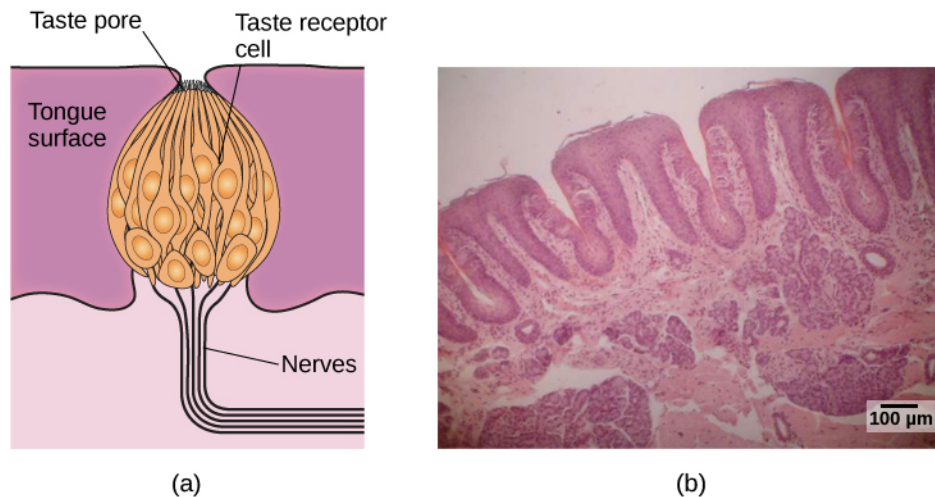 Taste pore
Taste receptor
cell
Tongue
surface
Nerves
100 µm
(a)
(b)